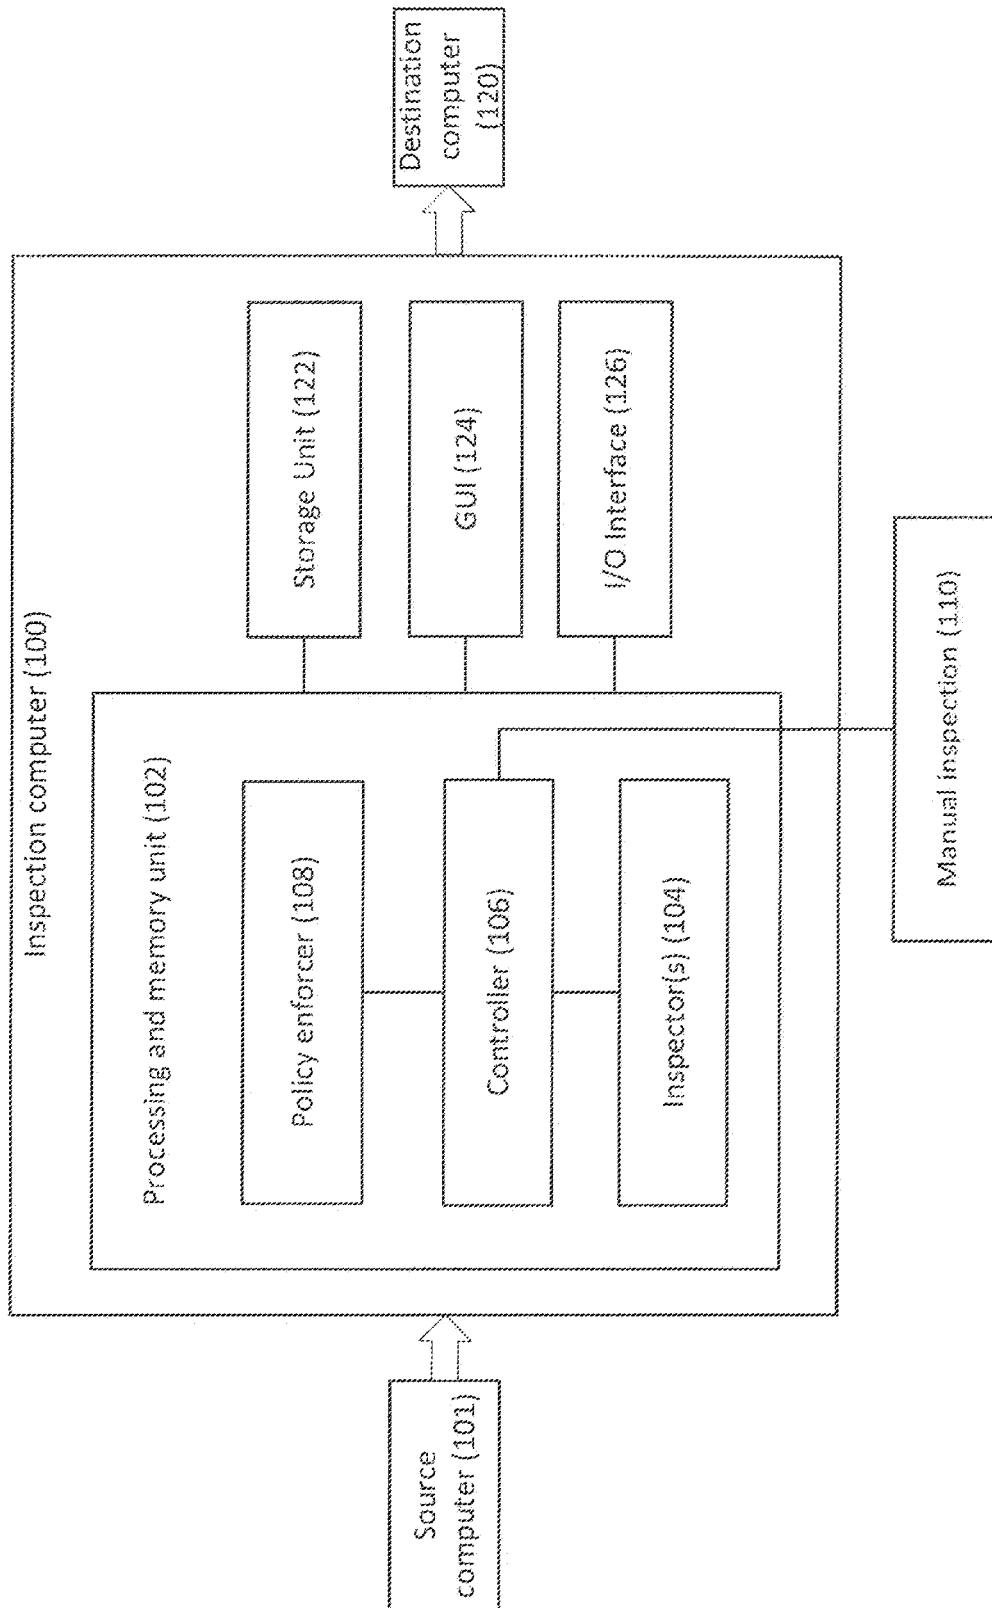 Inspection computer (100)
Processing and memory unit (102)
Policy enforcer (108)
Controller (106)
Inspector(s) (104)
Storage Unit (122)
GUI (124)
I/O Interface (126)
Source
computer (101)
Destination
computer
(120)
Manual inspection (110)